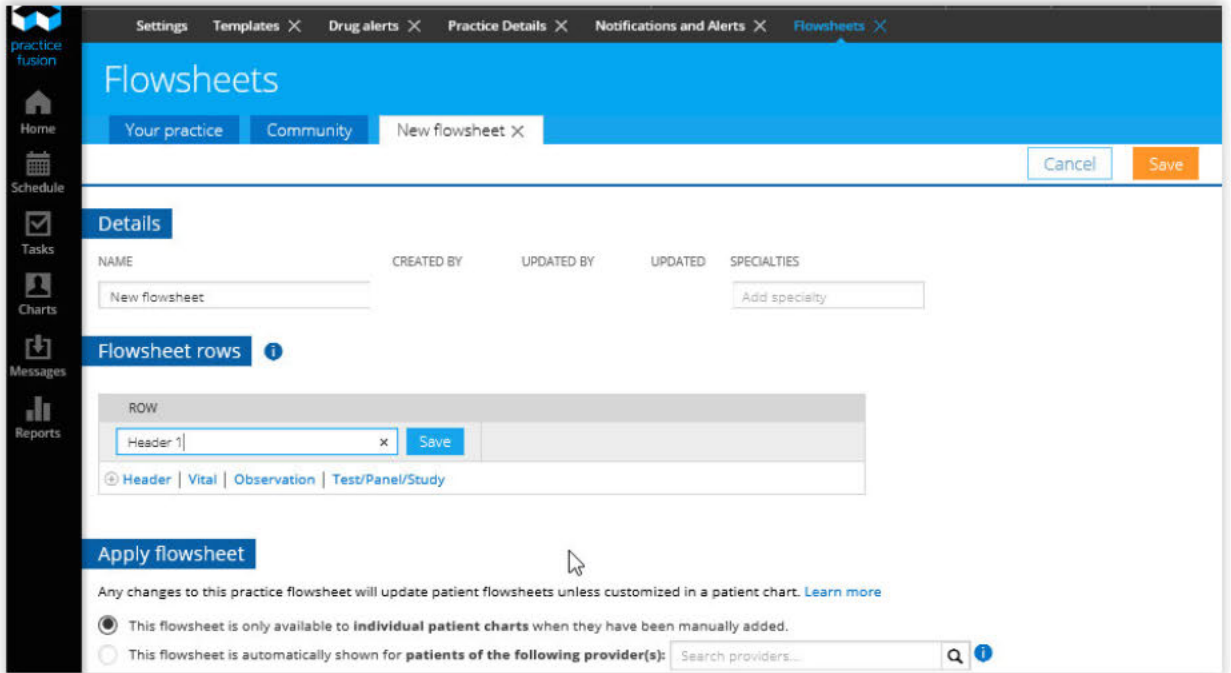 Settings Templates X Drug alerts X Practice Details X Notifications and Alerts X Flowsheets X
practice
fusion
Flowsheets
Home
Your practice Community New flowsheet X
Cancel Save
Schedule
Details
Tasks
NAME CREATED BY UPDATED BY UPDATED SPECIALTIES
New flowsheet Add specialty
Charts
Flowsheet rows i
Messages
ROW
Reports
Header 1 x Save
Header | Vital | Observation | Test/Panel/Study
Apply flowsheet
Any changes to this practice flowsheet will update patient flowsheets unless customized in a patient chart. Learn more
This flowsheet is only available to individual patient charts when they have been manually added.
This flowsheet is automatically shown for patients of the following provider(s): Search providers... i